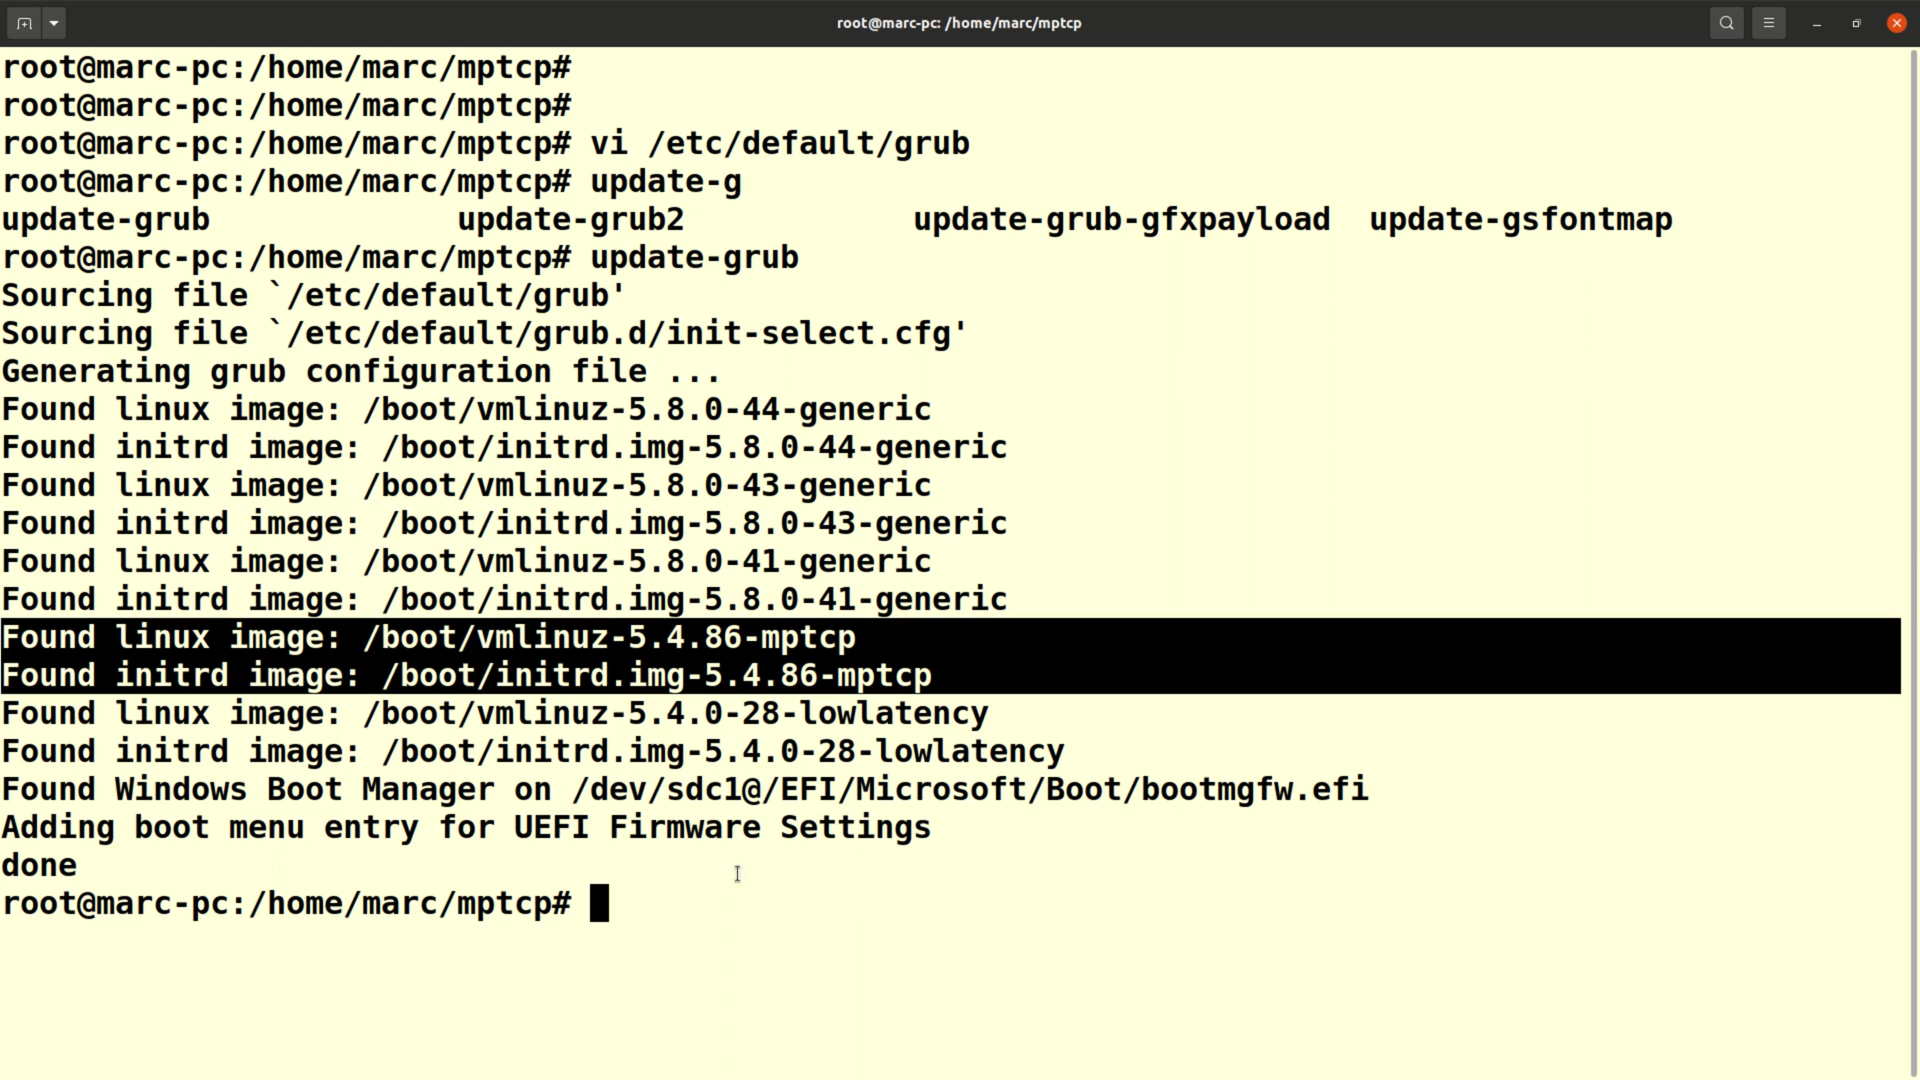 root@marc-pc: /home/marc/mptcp
root@marc-pc:/home/marc/mptcp#
root@marc-pc:/home/marc/mptcp#
root@marc-pc:/home/marc/mptcp# vi /etc/default/grub
root@marc-pc:/home/marc/mptcp# update-g
update-grub             update-grub2            update-grub-gfxpayload  update-gsfontmap
root@marc-pc:/home/marc/mptcp# update-grub
Sourcing file `/etc/default/grub'
Sourcing file `/etc/default/grub.d/init-select.cfg'
Generating grub configuration file ...
Found linux image: /boot/vmlinuz-5.8.0-44-generic
Found initrd image: /boot/initrd.img-5.8.0-44-generic
Found linux image: /boot/vmlinuz-5.8.0-43-generic
Found initrd image: /boot/initrd.img-5.8.0-43-generic
Found linux image: /boot/vmlinuz-5.8.0-41-generic
Found initrd image: /boot/initrd.img-5.8.0-41-generic
Found linux image: /boot/vmlinuz-5.4.86-mptcp
Found initrd image: /boot/initrd.img-5.4.86-mptcp
Found linux image: /boot/vmlinuz-5.4.0-28-lowlatency
Found initrd image: /boot/initrd.img-5.4.0-28-lowlatency
Found Windows Boot Manager on /dev/sdc1@/EFI/Microsoft/Boot/bootmgfw.efi
Adding boot menu entry for UEFI Firmware Settings
done
root@marc-pc:/home/marc/mptcp#